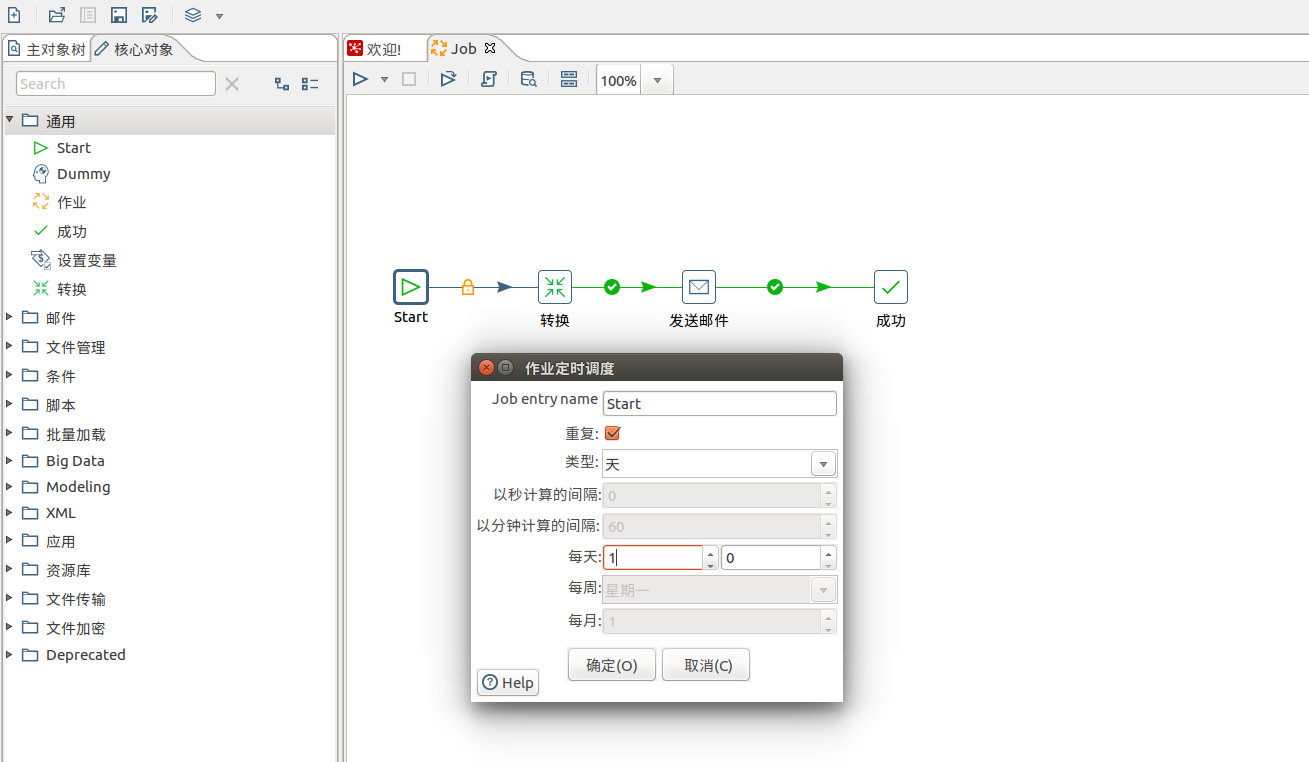 主对象树 核心对象
欢迎! Job
Search
100%
通用
Start
Dummy
作业
成功
设置变量
转换
邮件
文件管理
条件
脚本
批量加载
Big Data
Modeling
XML
应用
资源库
文件传输
文件加密
Deprecated
Start 转换 发送邮件 成功
作业定时调度
Job entry name Start
重复:
类型: 天
以秒计算的间隔: 0
以分钟计算的间隔: 60
每天: 1 0
每周: 星期一
每月: 1
确定(O) 取消(C)
Help